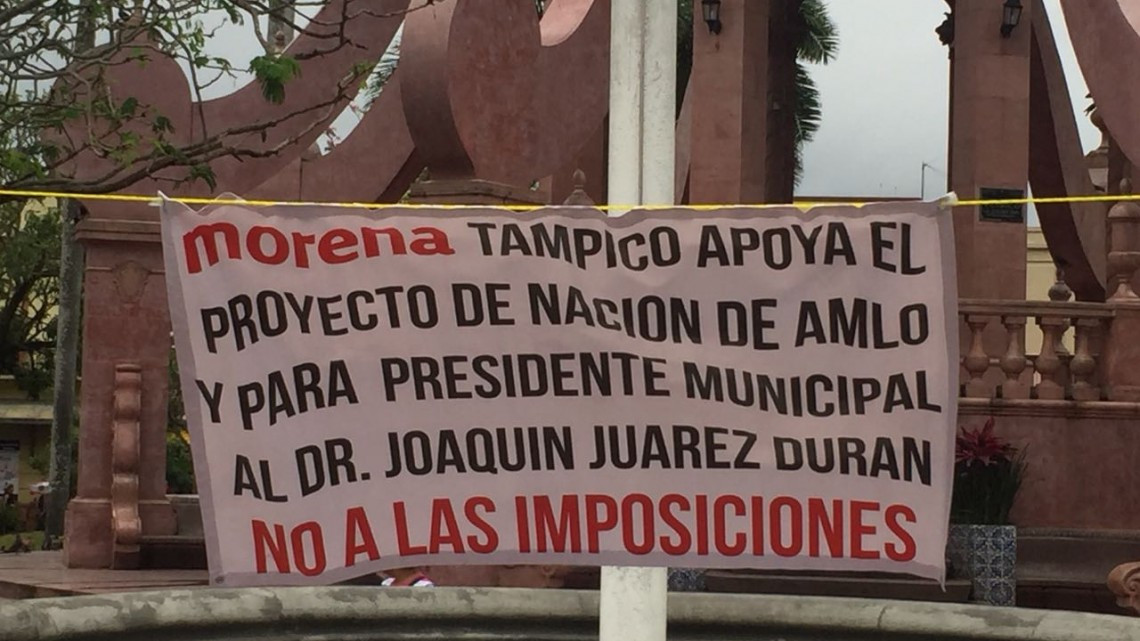 morena TAMPICO APOYA EL
PROYECTO DE NACION DE AMLO
Y PARA PRESIDENTE MUNICIPAL
AL DR. JOAQUIN JUAREZ DURAN
NO A LAS IMPOSICIONES